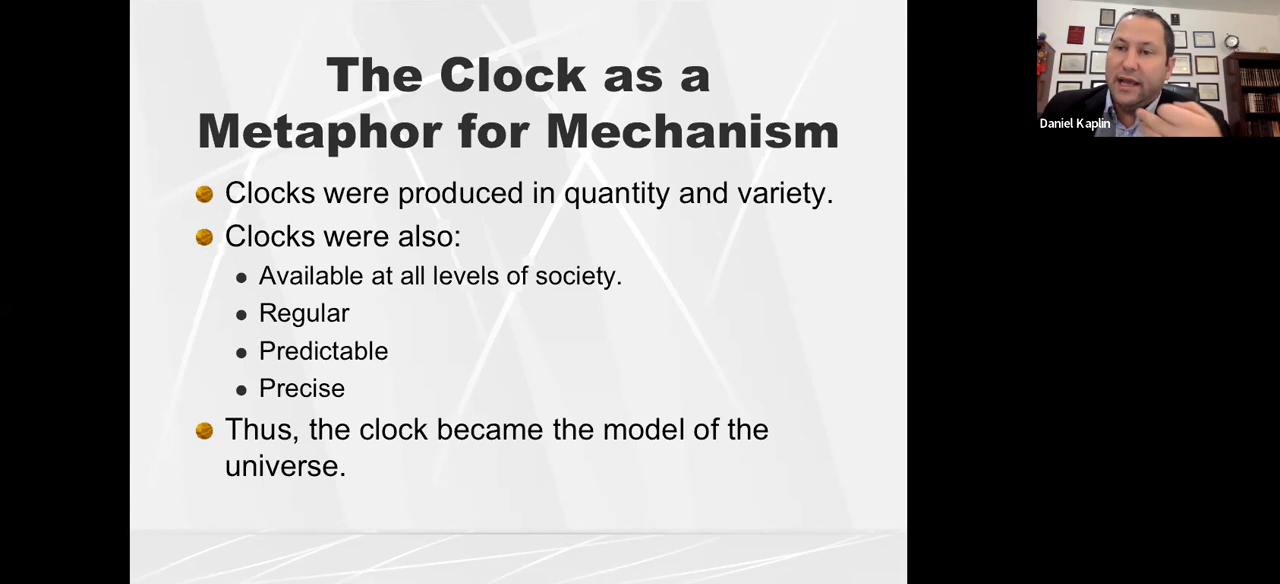 The Clock as a
Metaphor for Mechanism
Clocks were produced in quantity and variety.
Clocks were also:
Available at all levels of society.
Regular
Predictable
Precise
Thus, the clock became the model of the
universe.
Daniel Kaplin